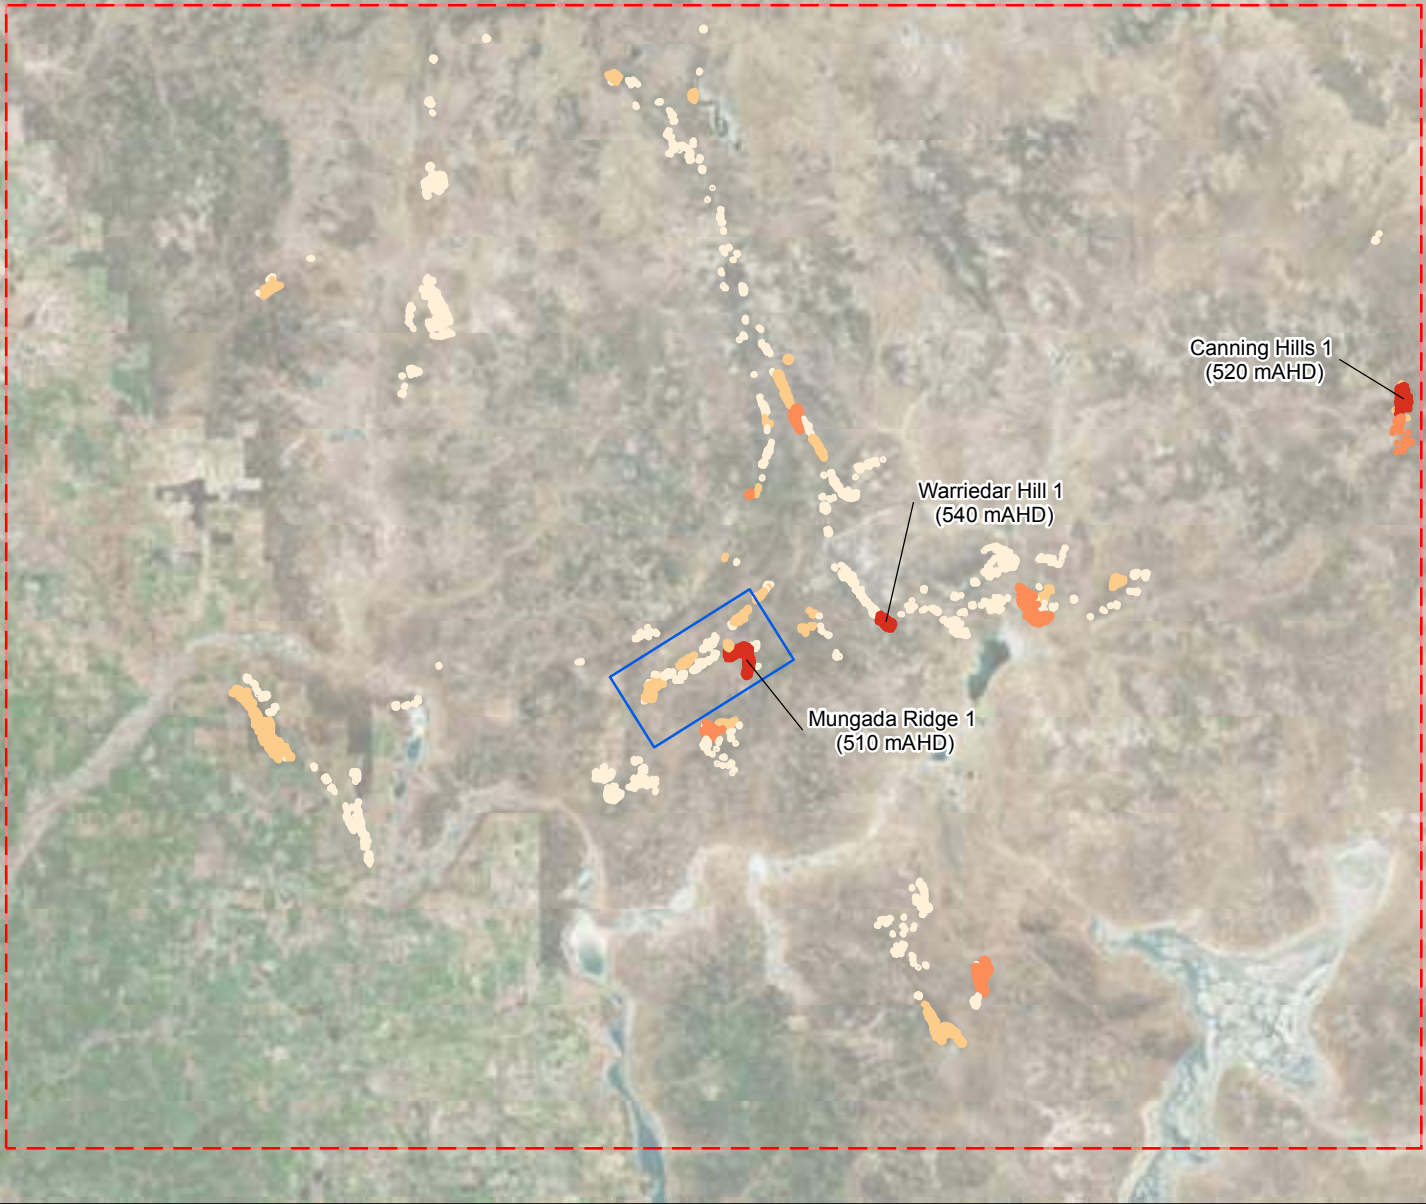 Canning Hills 1
(520 mAHD)
Warriedar Hill 1
(540 mAHD)
Mungada Ridge 1
(510 mAHD)